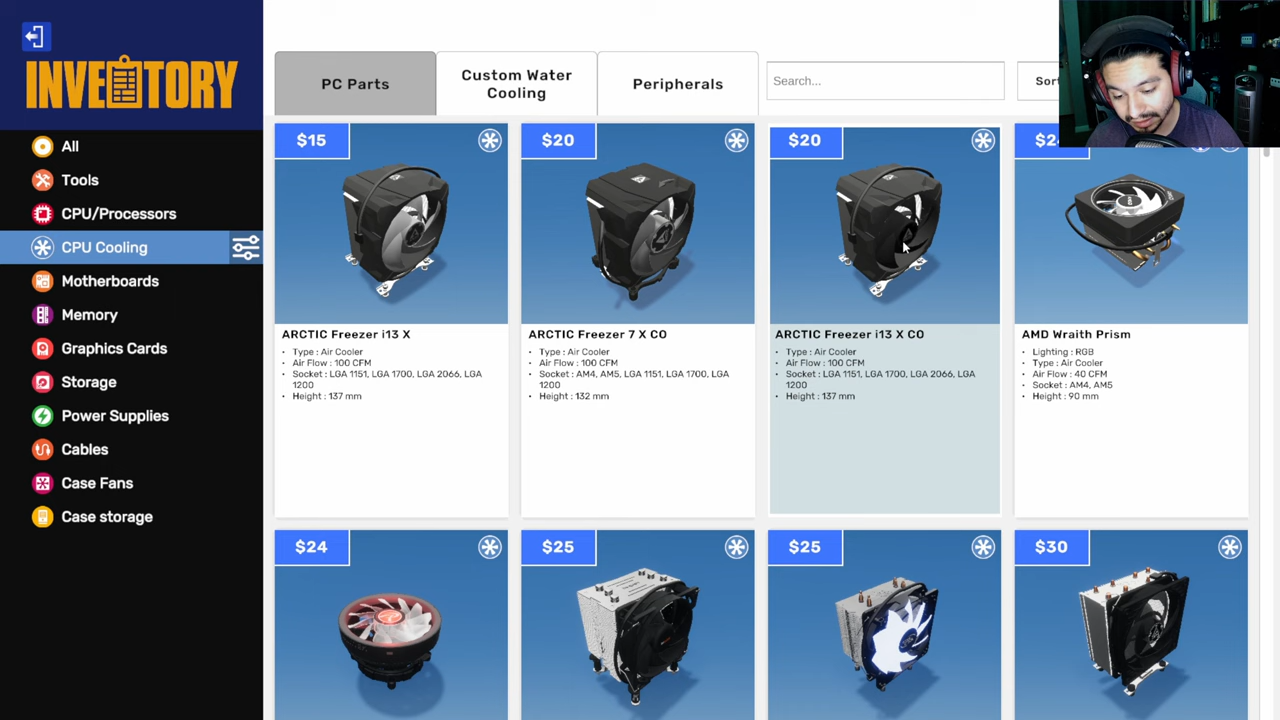 INVENTORY
All
Tools
CPU/Processors
CPU Cooling
Motherboards
Memory
Graphics Cards
Storage
Power Supplies
Cables
Case Fans
Case storage
PC Parts
Custom Water
Cooling
Peripherals
Search...
$15
ARCTIC Freezer i13 X
• Type : Air Cooler
• Air Flow : 100 CFM
• Socket : LGA 1151, LGA 1700, LGA 2066, LGA
1200
• Height : 137 mm
$20
ARCTIC Freezer 7 X CO
• Type : Air Cooler
• Air Flow : 100 CFM
• Socket : AM4, AM5, LGA 1151, LGA 1700, LGA
1200
• Height : 132 mm
$20
ARCTIC Freezer i13 X CO
• Type : Air Cooler
• Air Flow : 100 CFM
• Socket : LGA 1151, LGA 1700, LGA 2066, LGA
1200
• Height : 137 mm
AMD Wraith Prism
• Lighting : RGB
• Type : Air Cooler
• Air Flow : 40 CFM
• Socket : AM4, AM5
• Height : 90 mm
$24
$25
$25
$30